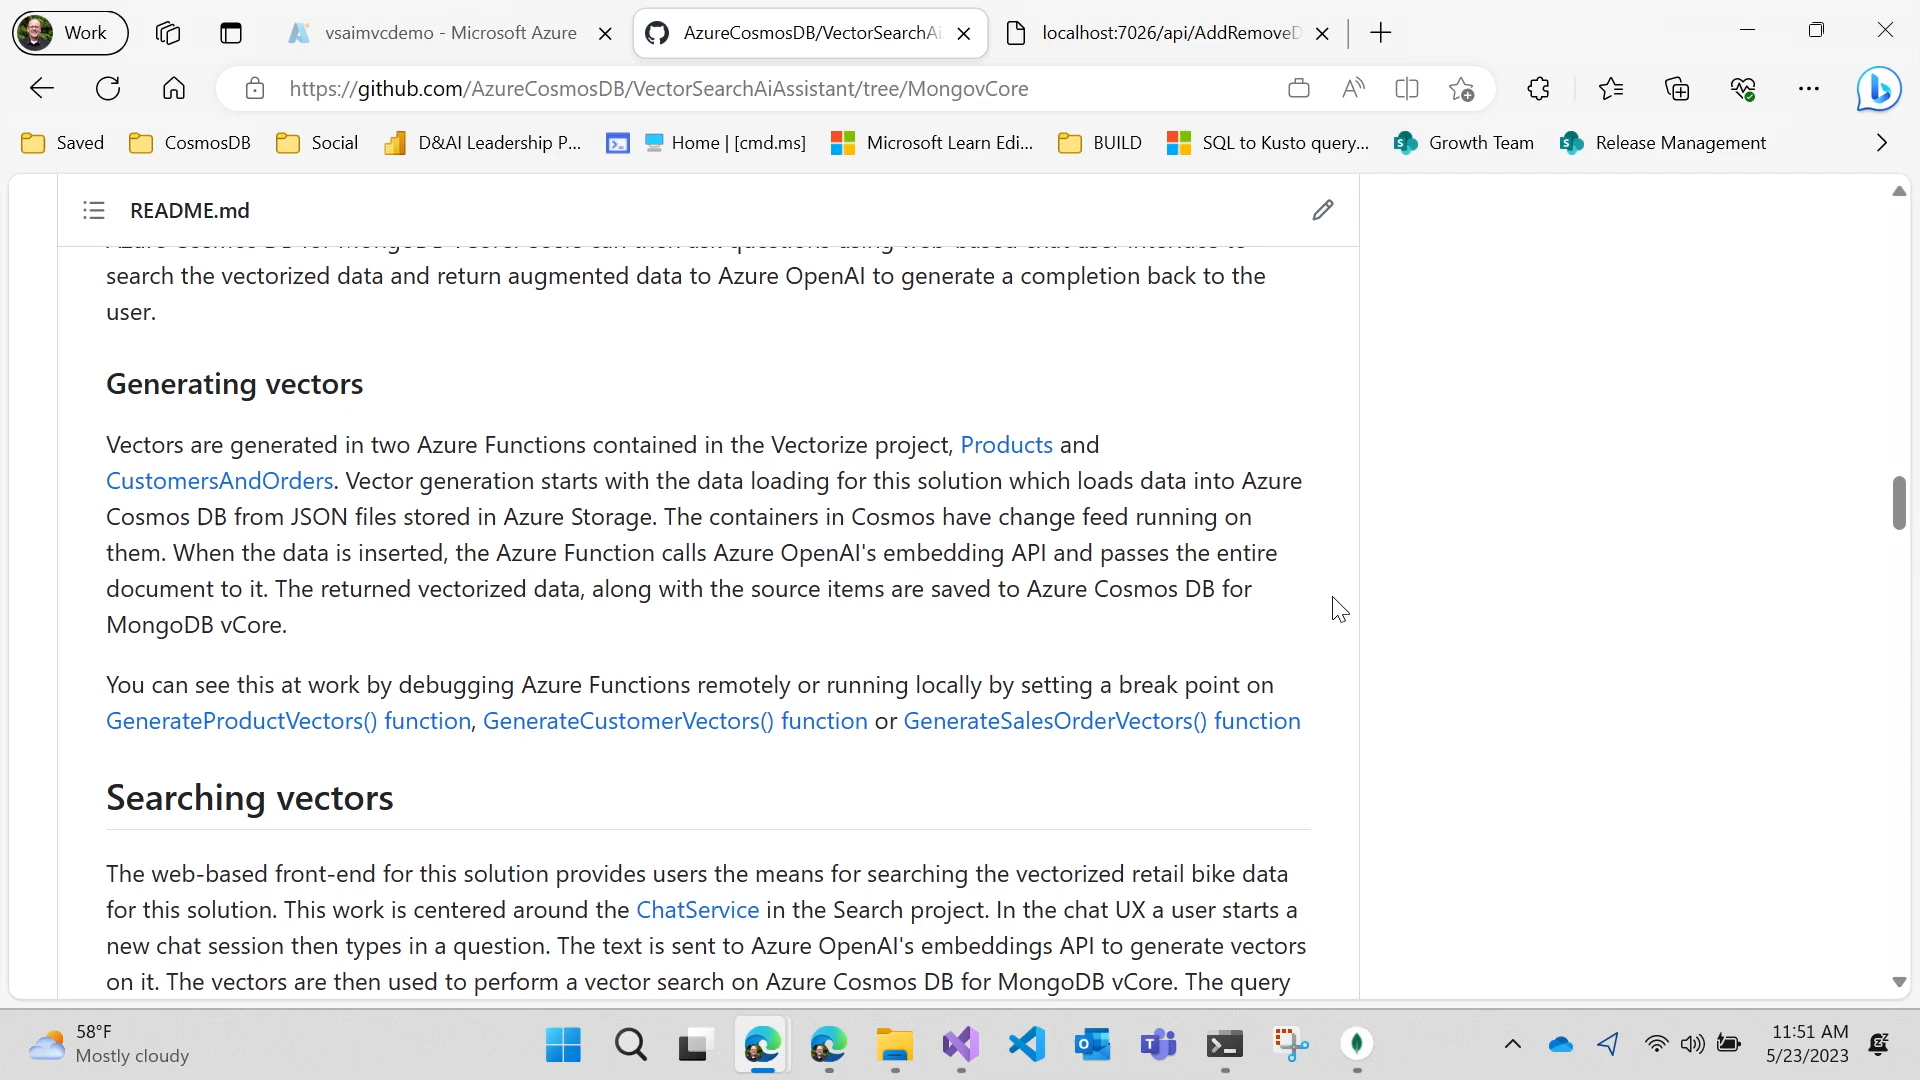 Work
vsaimvcdemo - Microsoft Azure
AzureCosmosDB/VectorSearchAi
localhost:7026/api/AddRemoveD
https://github.com/AzureCosmosDB/VectorSearchAiAssistant/tree/MongovCore
Saved
CosmosDB
Social
D&AI Leadership P...
Home | [cmd.ms]
Microsoft Learn Edi...
BUILD
SQL to Kusto query...
Growth Team
Release Management
README.md
search the vectorized data and return augmented data to Azure OpenAI to generate a completion back to the
user.
Generating vectors
Vectors are generated in two Azure Functions contained in the Vectorize project, Products and
CustomersAndOrders. Vector generation starts with the data loading for this solution which loads data into Azure
Cosmos DB from JSON files stored in Azure Storage. The containers in Cosmos have change feed running on
them. When the data is inserted, the Azure Function calls Azure OpenAI's embedding API and passes the entire
document to it. The returned vectorized data, along with the source items are saved to Azure Cosmos DB for
MongoDB vCore.
You can see this at work by debugging Azure Functions remotely or running locally by setting a break point on
GenerateProductVectors() function, GenerateCustomerVectors() function or GenerateSalesOrderVectors() function
Searching vectors
The web-based front-end for this solution provides users the means for searching the vectorized retail bike data
for this solution. This work is centered around the ChatService in the Search project. In the chat UX a user starts a
new chat session then types in a question. The text is sent to Azure OpenAI's embeddings API to generate vectors
on it. The vectors are then used to perform a vector search on Azure Cosmos DB for MongoDB vCore. The query
58°F
Mostly cloudy
11:51 AM
5/23/2023